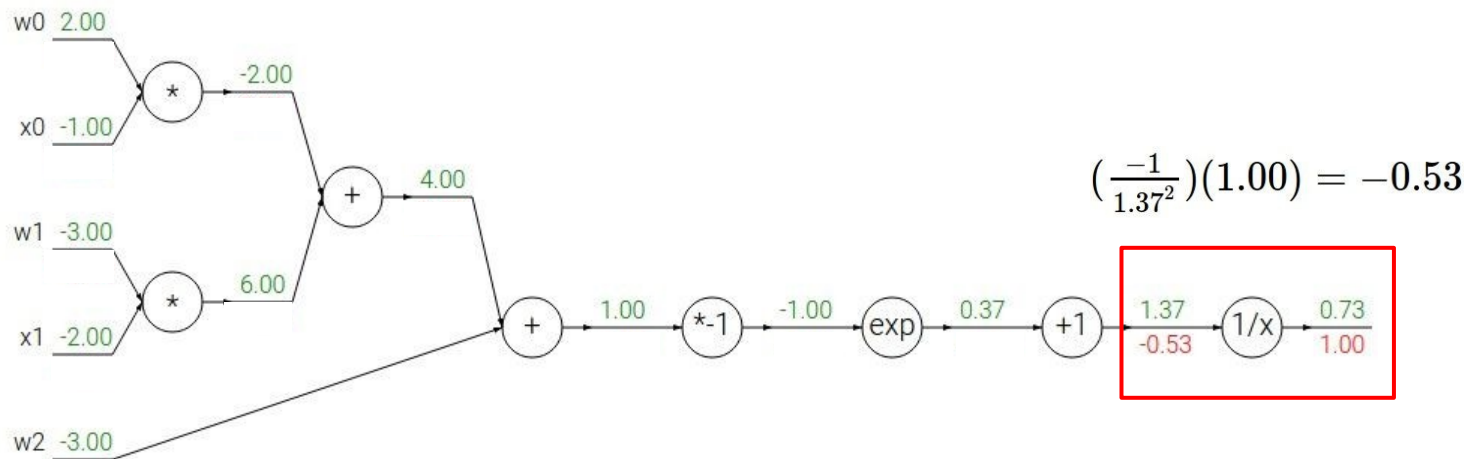 w0 2.00
-2.00
*
x0 -1.00
4.00
+
(-1/1.37²)(1.00) = -0.53
w1 -3.00
6.00
*
x1 -2.00
+ 1.00 *-1 -1.00 exp 0.37 +1 1.37 1/x 0.73
-0.53 1.00
w2 -3.00